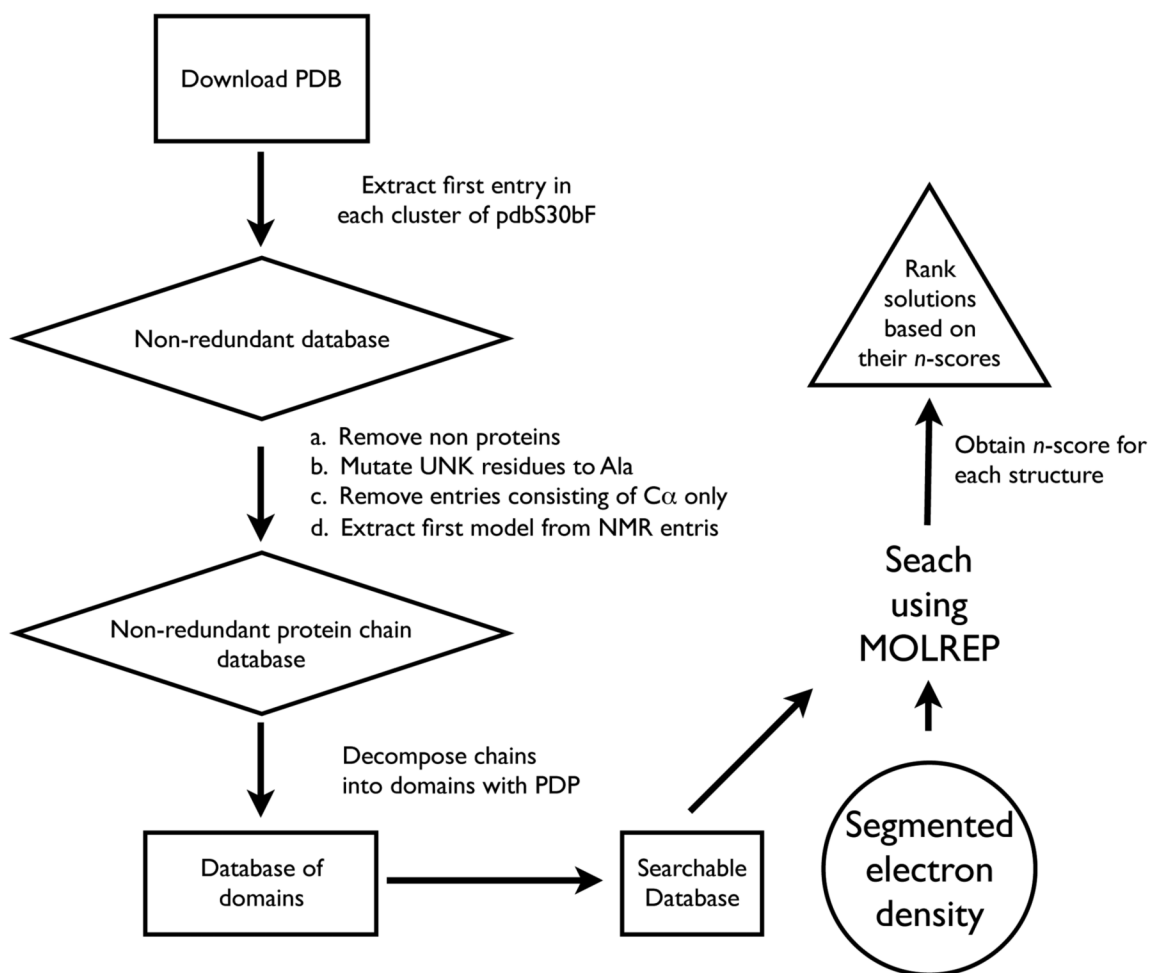 Download PDB
Extract first entry in
each cluster of pdbS30bF
Non-redundant database
a. Remove non proteins
b. Mutate UNK residues to Ala
c. Remove entries consisting of Cα only
d. Extract first model from NMR entris
Non-redundant protein chain
database
Decompose chains
into domains with PDP
Database of
domains
Searchable
Database
Segmented
electron
density
Seach
using
MOLREP
Obtain n-score for
each structure
Rank
solutions
based on
their n-scores